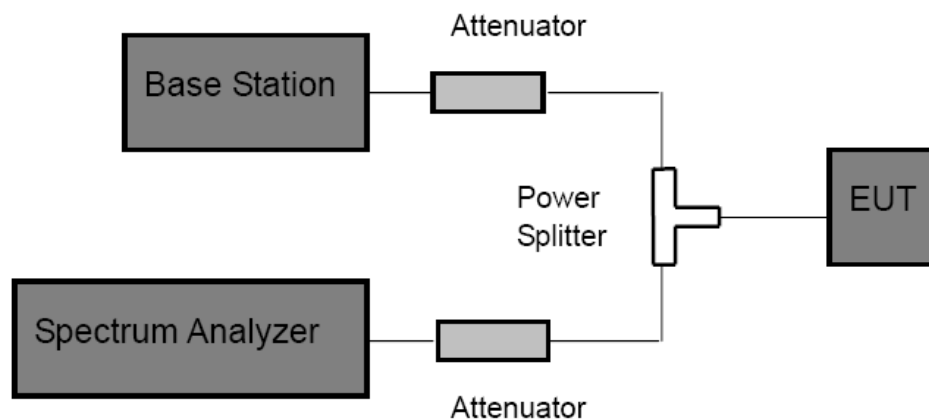 Attenuator
Base Station
Power
Splitter
EUT
Spectrum Analyzer
Attenuator